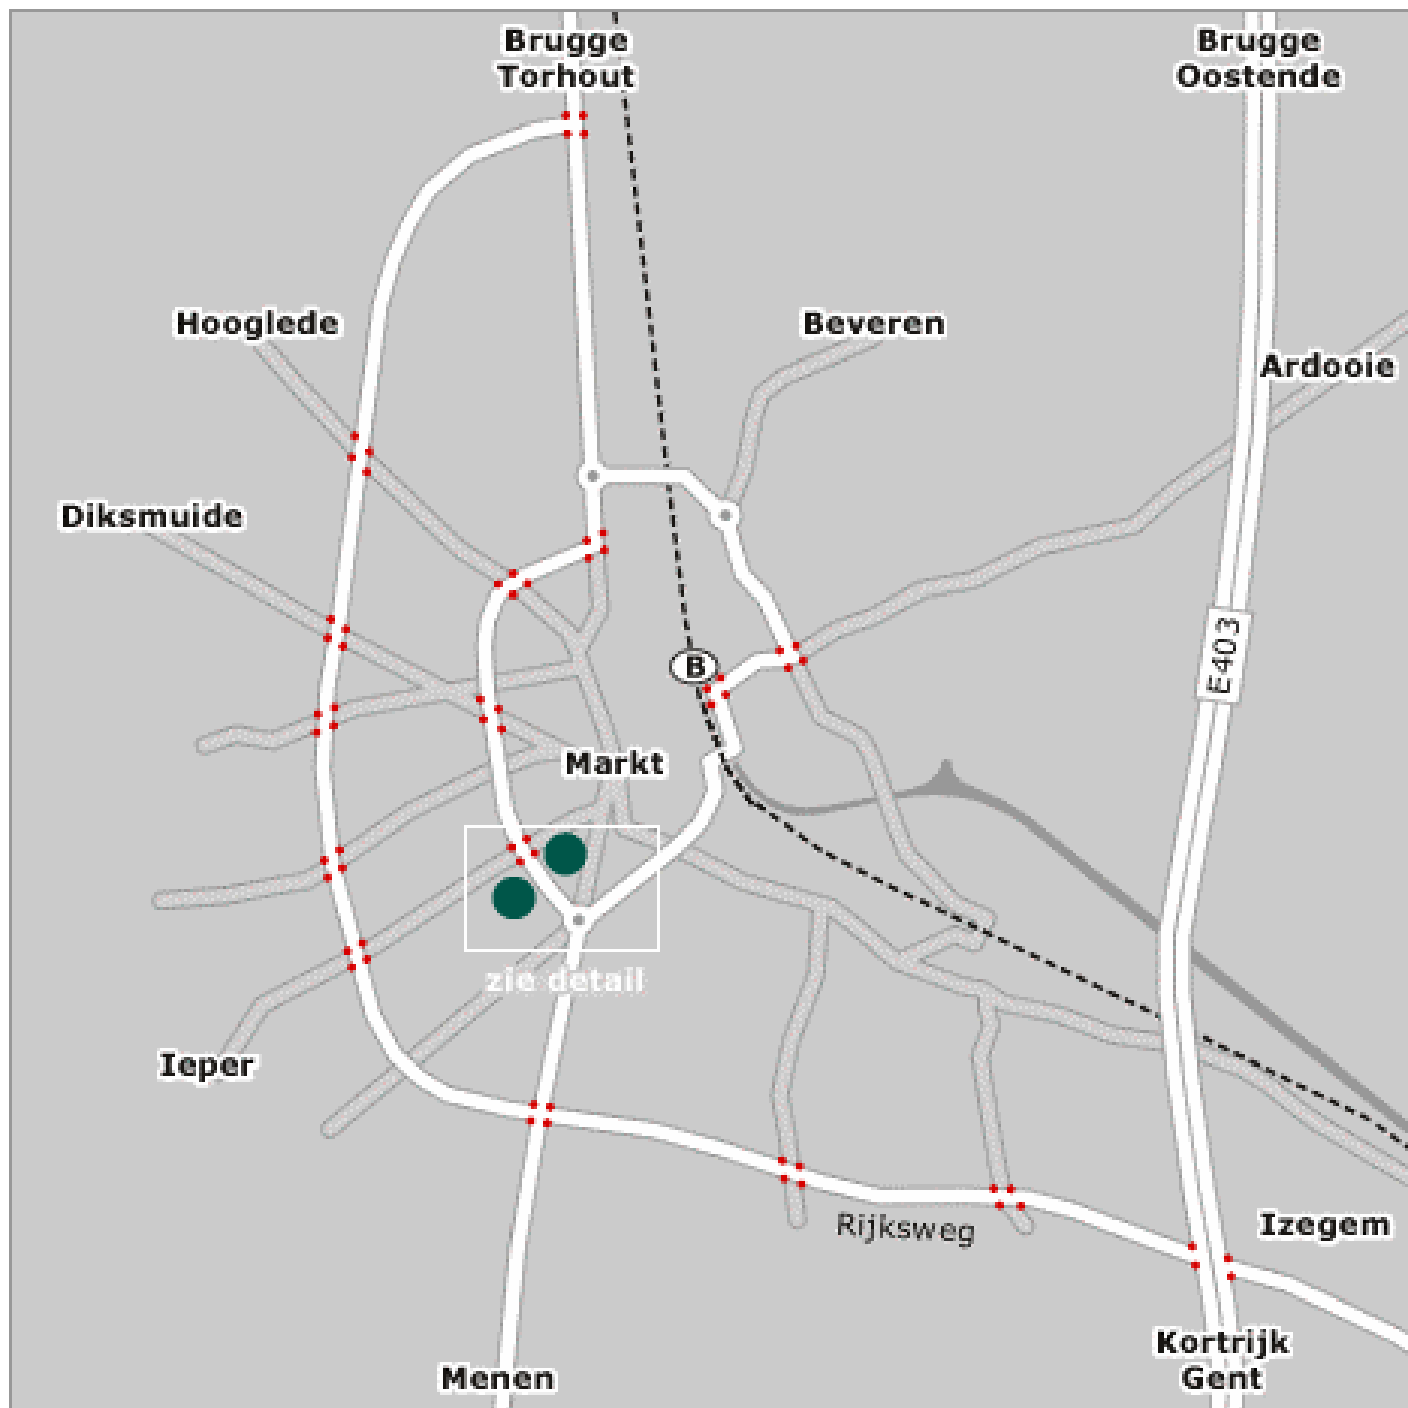 Brugge
Torhout
Brugge
Oostende
Hooglede
Beveren
Ardooie
Diksmuide
E403
B
Markt
zie detail
Ieper
Rijksweg
Izegem
Kortrijk
Gent
Menen